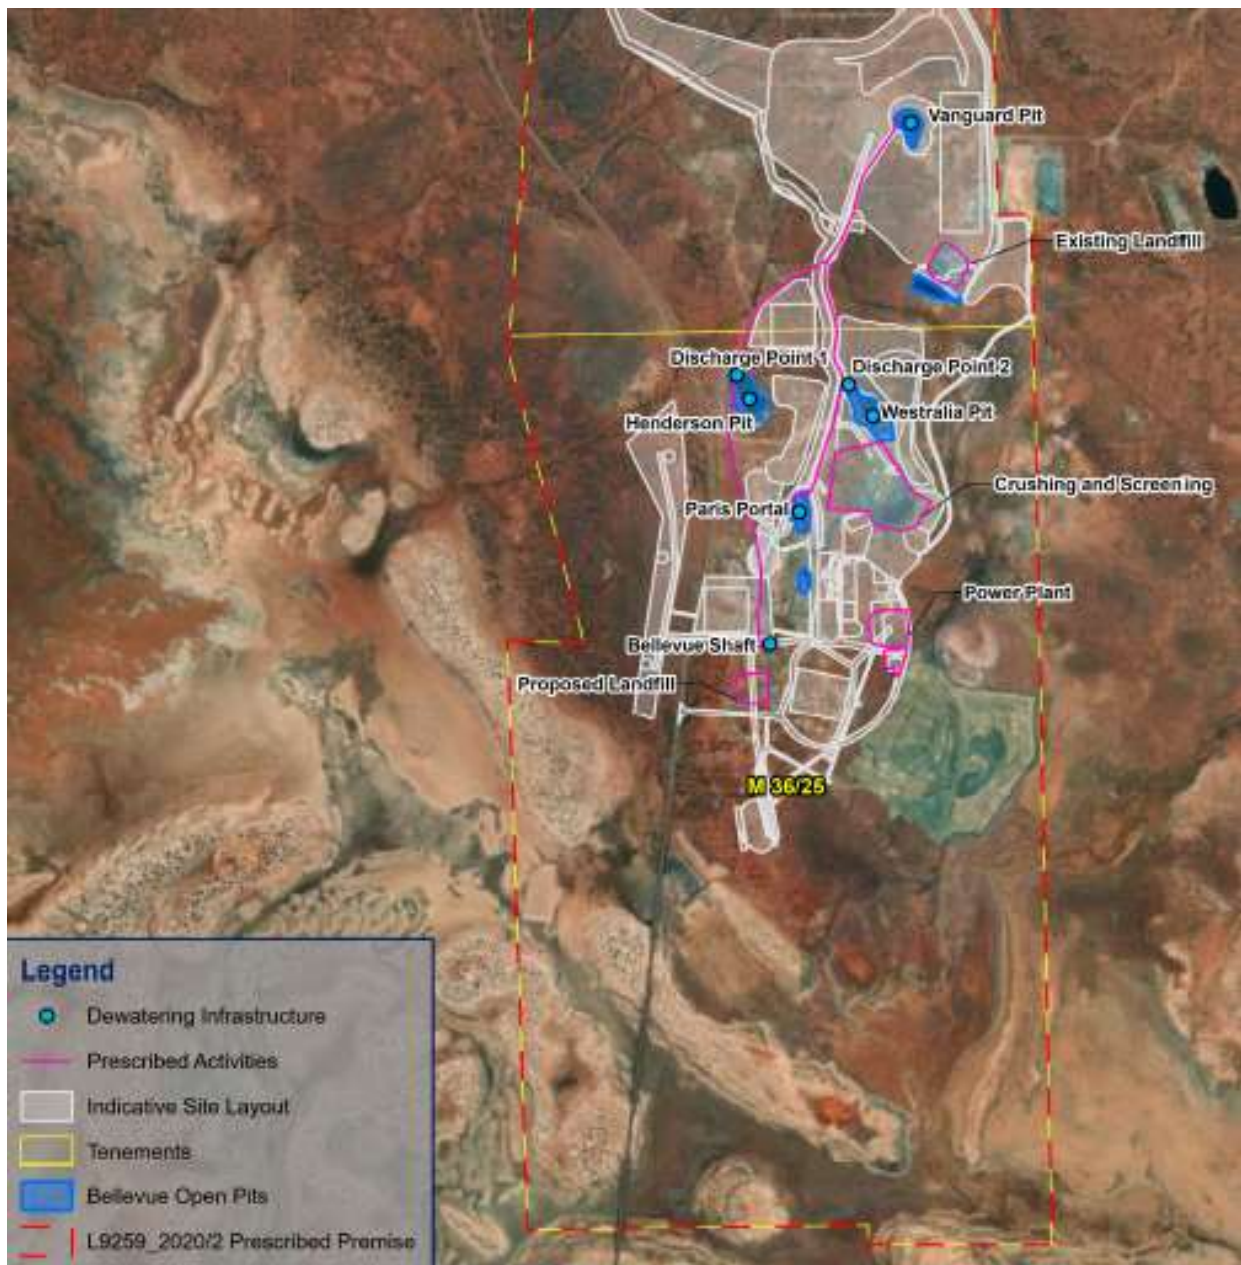 Vanguard Pit
Existing Landfill
Discharge Point 1
Discharge Point 2
Henderson Pit
Westralia Pit
Crushing and Screening
Paris Portal
Power Plant
Bellevue Shaft
Proposed Landfill
M 36/25
Legend
Dewatering Infrastructure
Prescribed Activities
Indicative Site Layout
Tenements
Bellevue Open Pits
L9259_2020/2 Prescribed Premise